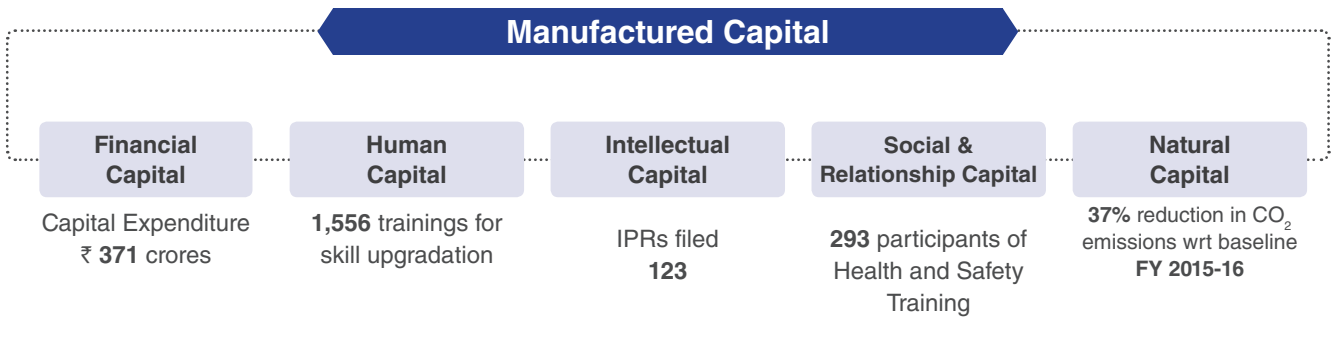 Manufactured Capital
Financial
Capital
Capital Expenditure
₹ 371 crores
Human
Capital
1,556 trainings for
skill upgradation
Intellectual
Capital
IPRs filed
123
Social &
Relationship Capital
293 participants of
Health and Safety
Training
Natural
Capital
37% reduction in CO₂
emissions wrt baseline
FY 2015-16